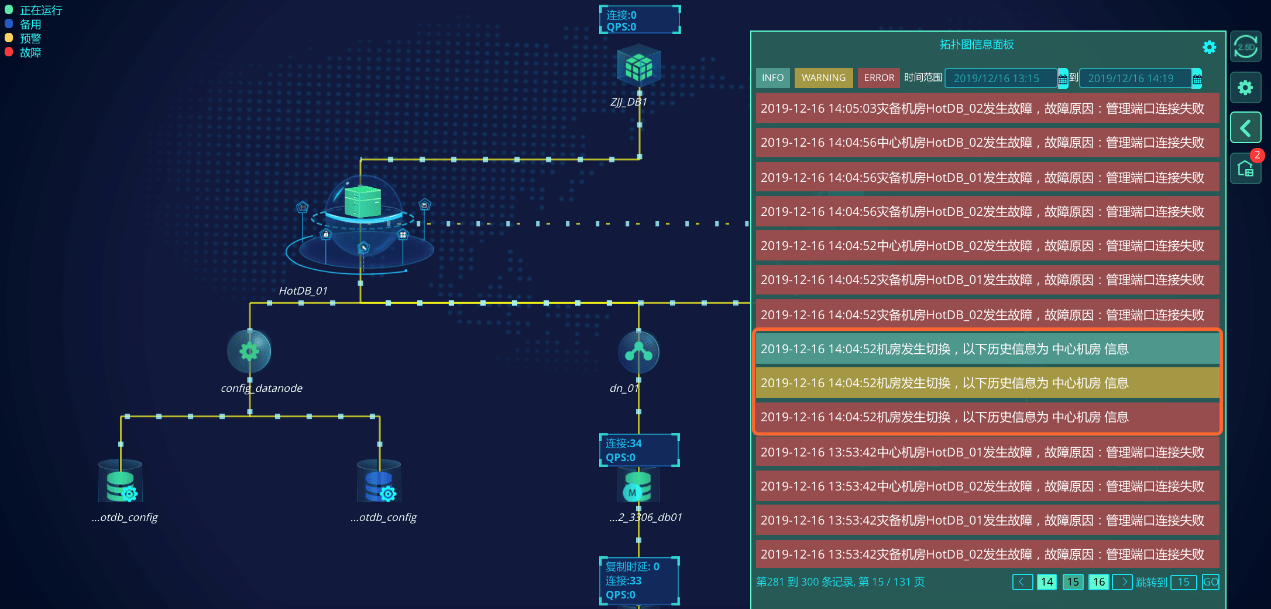 正在运行
备用
预警
故障
连接:0
QPS:0
ZJJ_DB1
HotDB_01
config_datanode
dn_01
...otdb_config
...otdb_config
连接:34
QPS:0
M
...2_3306_db01
复制时延: 0
连接:33
QPS:0
拓扑图信息面板
INFO WARNING ERROR 时间范围 2019/12/16 13:15 到 2019/12/16 14:19
2019-12-16 14:05:03灾备机房HotDB_02发生故障，故障原因：管理端口连接失败
2019-12-16 14:04:56中心机房HotDB_02发生故障，故障原因：管理端口连接失败
2019-12-16 14:04:56灾备机房HotDB_01发生故障，故障原因：管理端口连接失败
2019-12-16 14:04:56灾备机房HotDB_02发生故障，故障原因：管理端口连接失败
2019-12-16 14:04:52中心机房HotDB_02发生故障，故障原因：管理端口连接失败
2019-12-16 14:04:52灾备机房HotDB_01发生故障，故障原因：管理端口连接失败
2019-12-16 14:04:52灾备机房HotDB_02发生故障，故障原因：管理端口连接失败
2019-12-16 14:04:52机房发生切换，以下历史信息为 中心机房 信息
2019-12-16 14:04:52机房发生切换，以下历史信息为 中心机房 信息
2019-12-16 14:04:52机房发生切换，以下历史信息为 中心机房 信息
2019-12-16 13:53:42灾备机房HotDB_01发生故障，故障原因：管理端口连接失败
2019-12-16 13:53:42中心机房HotDB_02发生故障，故障原因：管理端口连接失败
2019-12-16 13:53:42灾备机房HotDB_01发生故障，故障原因：管理端口连接失败
2019-12-16 13:53:42灾备机房HotDB_02发生故障，故障原因：管理端口连接失败
第281 到 300 条记录, 第 15 / 131 页 < 14 15 16 > 跳转到 15 GO
2.5D
2